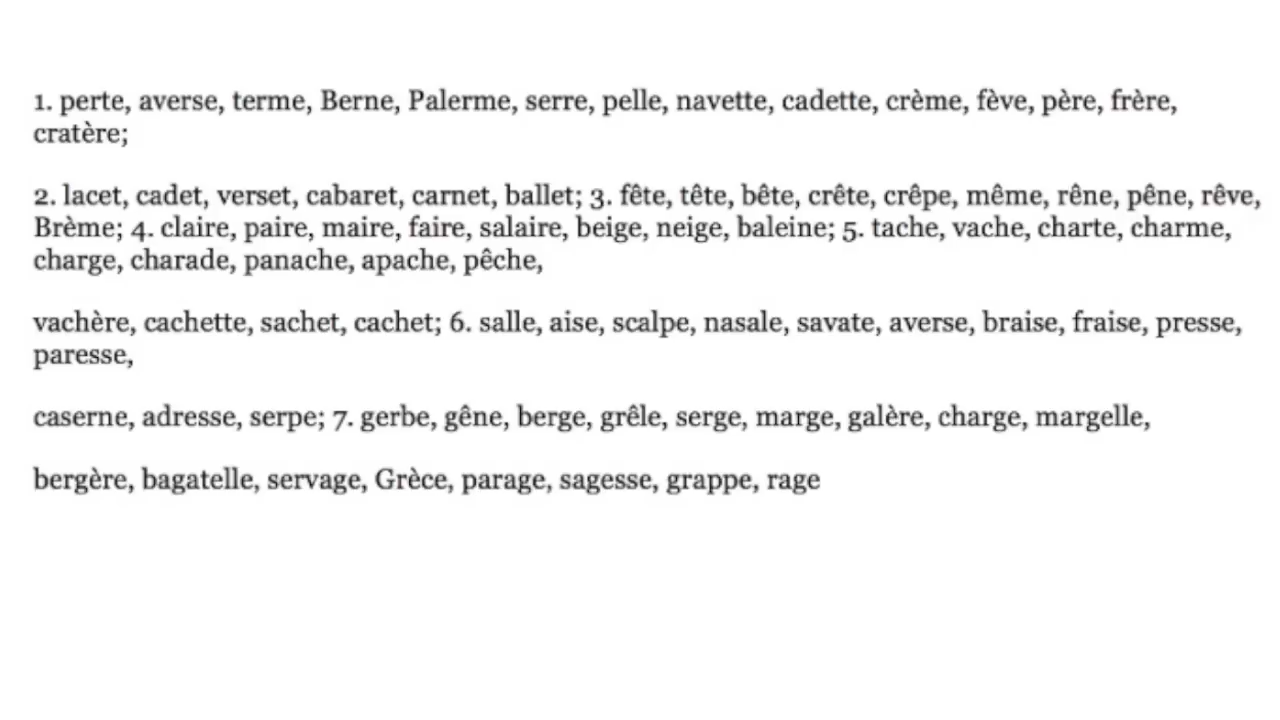 1. perte, averse, terme, Berne, Palerme, serre, pelle, navette, cadette, crème, fève, père, frère,
cratère;
2. lacet, cadet, verset, cabaret, carnet, ballet; 3. fête, tête, bête, crête, crêpe, même, rêne, pêne, rêve,
Brème; 4. claire, paire, maire, faire, salaire, beige, neige, baleine; 5. tache, vache, charte, charme,
charge, charade, panache, apache, pêche,
vachère, cachette, sachet, cachet; 6. salle, aise, scalpe, nasale, savate, averse, braise, fraise, presse,
paresse,
caserne, adresse, serpe; 7. gerbe, gêne, berge, grêle, serge, marge, galère, charge, margelle,
bergère, bagatelle, servage, Grèce, parage, sagesse, grappe, rage